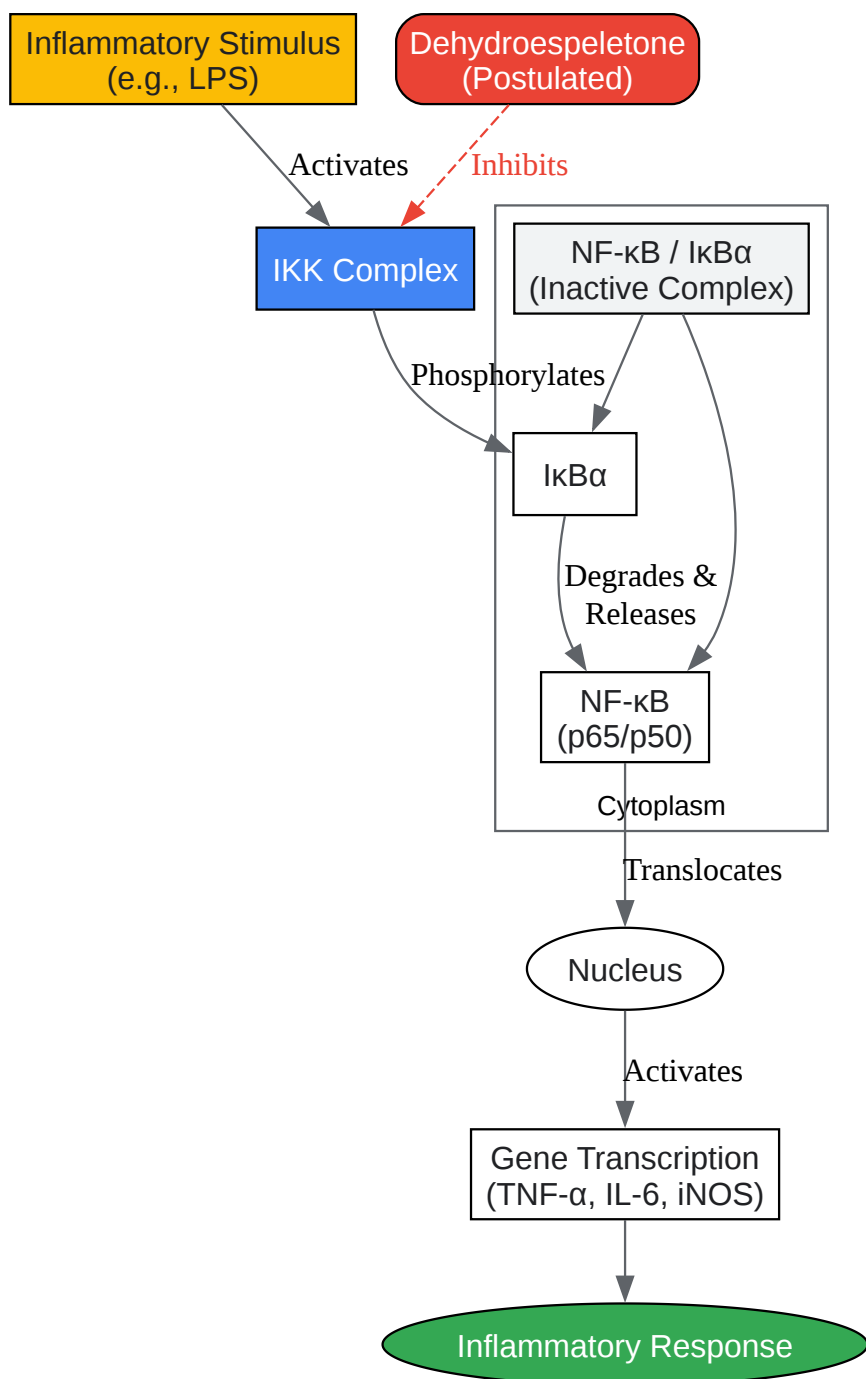 Inflammatory Stimulus
(e.g., LPS)
Dehydroespeletone
(Postulated)
Activates
Inhibits
IKK Complex
NF-κB / IκBα
(Inactive Complex)
Phosphorylates
IκBα
Degrades &
Releases
NF-κB
(p65/p50)
Cytoplasm
Translocates
Nucleus
Activates
Gene Transcription
(TNF-α, IL-6, iNOS)
Inflammatory Response